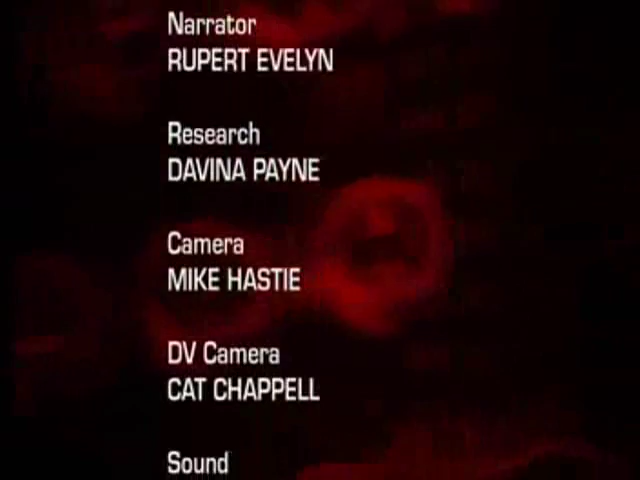 Narrator
RUPERT EVELYN
Research
DAVINA PAYNE
Camera
MIKE HASTIE
DV Camera
CAT CHAPPELL
Sound